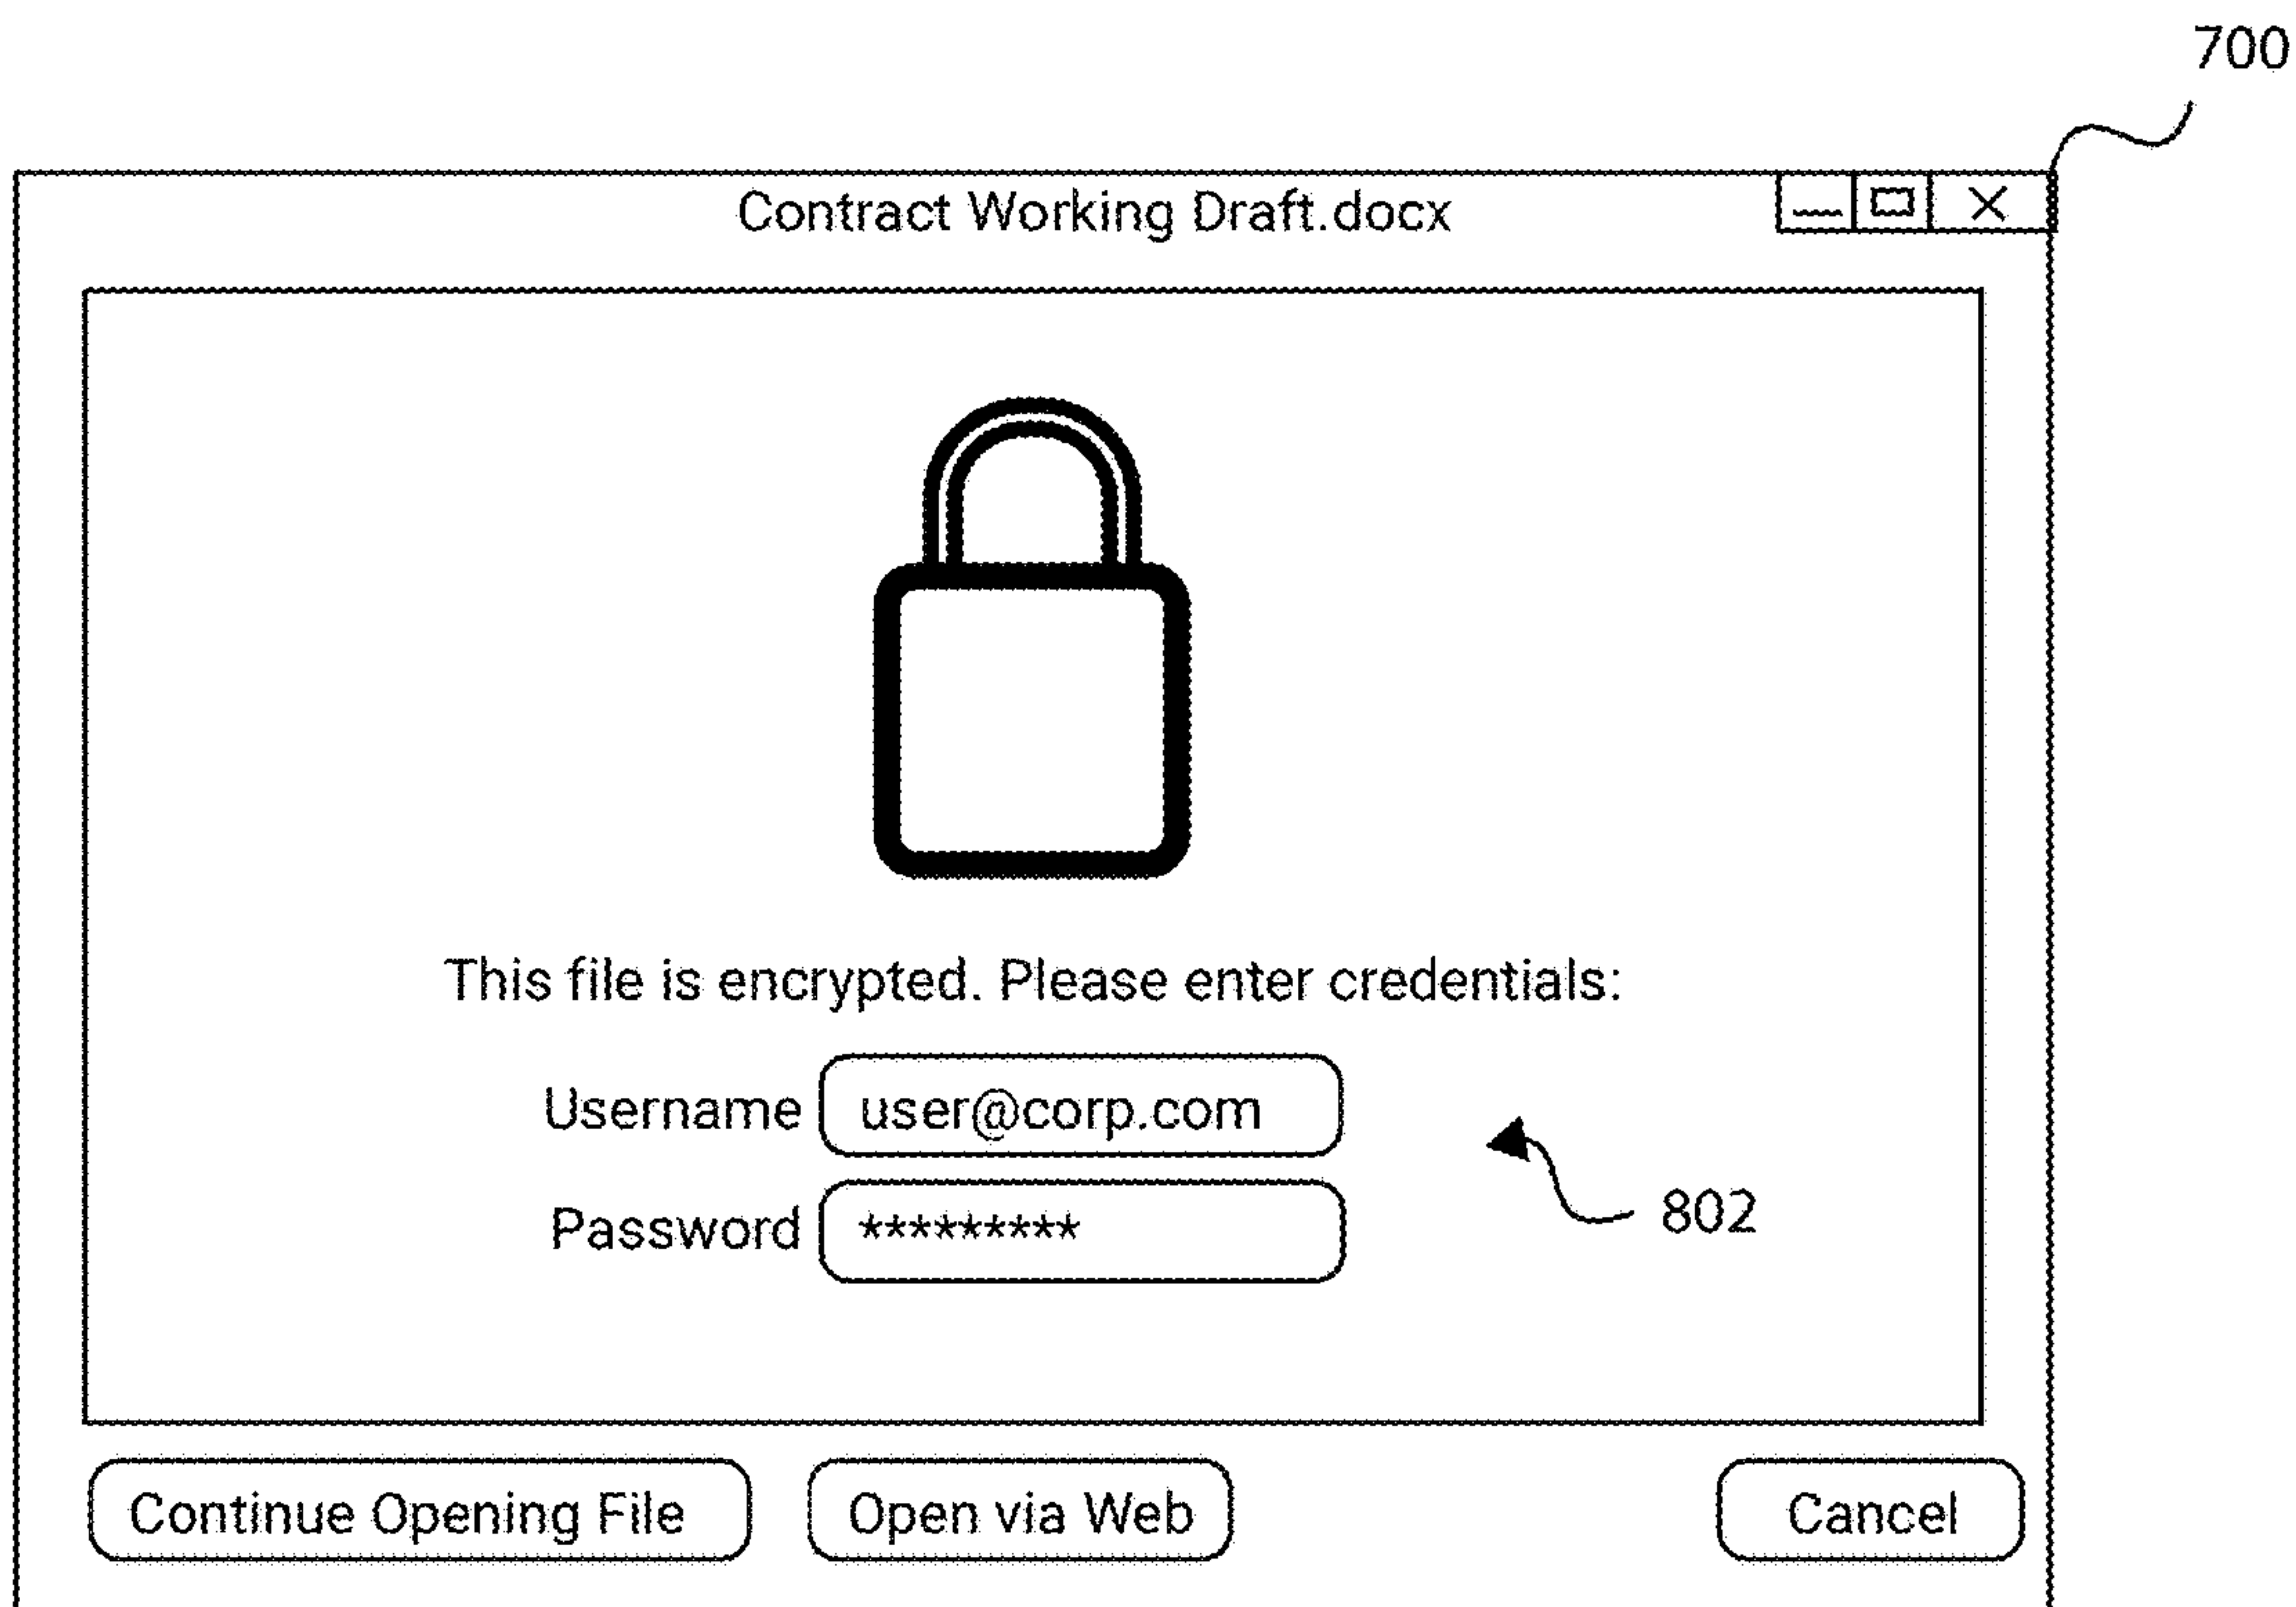 700
Contract Working Draft.docx
This file is encrypted. Please enter credentials:
Username user@corp.com
Password *********
802
Continue Opening File Open via Web Cancel